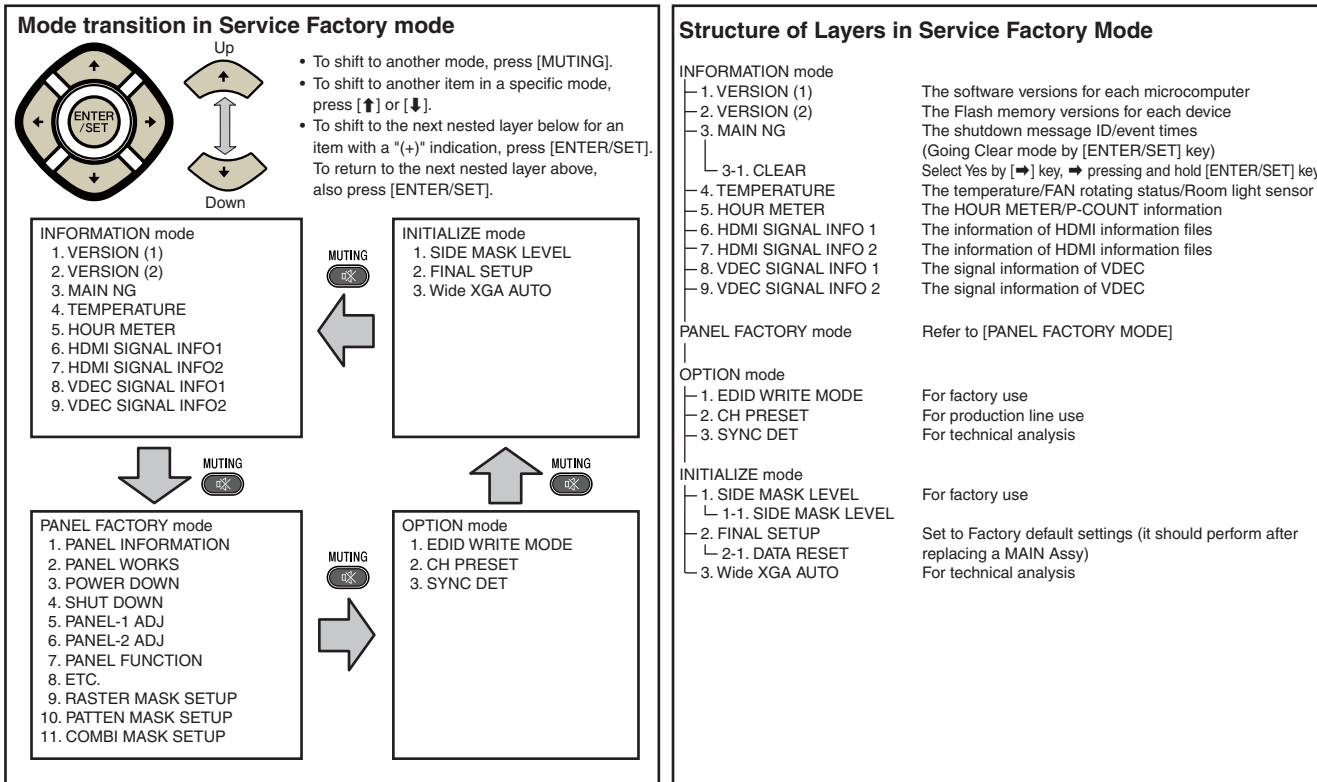 Mode transition in Service Factory mode
Up
ENTER
/SET
Down
• To shift to another mode, press [MUTING].
• To shift to another item in a specific mode,
press [⬆] or [⬇].
• To shift to the next nested layer below for an
item with a "(+)" indication, press [ENTER/SET].
To return to the next nested layer above,
also press [ENTER/SET].
INFORMATION mode
1. VERSION (1)
2. VERSION (2)
3. MAIN NG
4. TEMPERATURE
5. HOUR METER
6. HDMI SIGNAL INFO1
7. HDMI SIGNAL INFO2
8. VDEC SIGNAL INFO1
9. VDEC SIGNAL INFO2
MUTING
INITIALIZE mode
1. SIDE MASK LEVEL
2. FINAL SETUP
3. Wide XGA AUTO
MUTING
MUTING
PANEL FACTORY mode
1. PANEL INFORMATION
2. PANEL WORKS
3. POWER DOWN
4. SHUT DOWN
5. PANEL-1 ADJ
6. PANEL-2 ADJ
7. PANEL FUNCTION
8. ETC.
9. RASTER MASK SETUP
10. PATTEN MASK SETUP
11. COMBI MASK SETUP
MUTING
OPTION mode
1. EDID WRITE MODE
2. CH PRESET
3. SYNC DET
Structure of Layers in Service Factory Mode
INFORMATION mode
1. VERSION (1) The software versions for each microcomputer
2. VERSION (2) The Flash memory versions for each device
3. MAIN NG The shutdown message ID/event times
(Going Clear mode by [ENTER/SET] key)
3-1. CLEAR Select Yes by [➡] key, ➡ pressing and hold [ENTER/SET] key
4. TEMPERATURE The temperature/FAN rotating status/Room light sensor
5. HOUR METER The HOUR METER/P-COUNT information
6. HDMI SIGNAL INFO 1 The information of HDMI information files
7. HDMI SIGNAL INFO 2 The information of HDMI information files
8. VDEC SIGNAL INFO 1 The signal information of VDEC
9. VDEC SIGNAL INFO 2 The signal information of VDEC
PANEL FACTORY mode Refer to [PANEL FACTORY MODE]
OPTION mode
1. EDID WRITE MODE For factory use
2. CH PRESET For production line use
3. SYNC DET For technical analysis
INITIALIZE mode
1. SIDE MASK LEVEL For factory use
1-1. SIDE MASK LEVEL
2. FINAL SETUP Set to Factory default settings (it should perform after
2-1. DATA RESET replacing a MAIN Assy)
3. Wide XGA AUTO For technical analysis